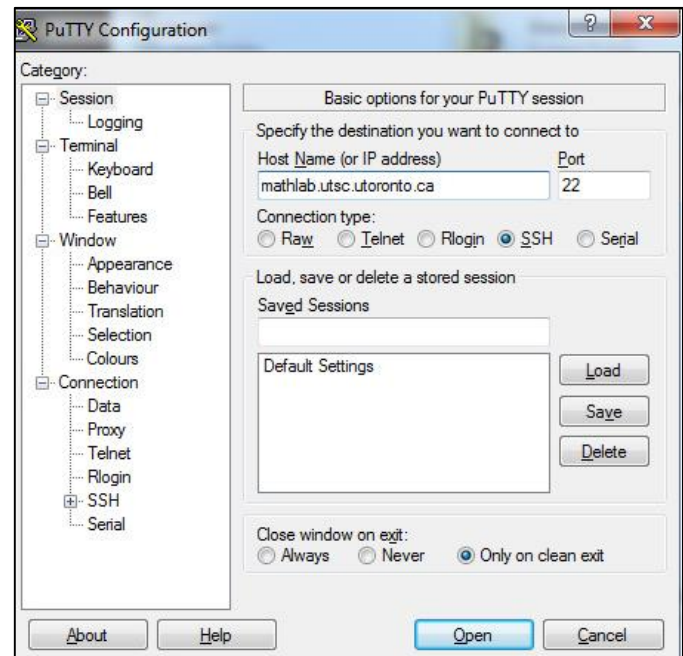 PuTTY Configuration
?
X
Category:
Session
Logging
Terminal
Keyboard
Bell
Features
Window
Appearance
Behaviour
Translation
Selection
Colours
Connection
Data
Proxy
Telnet
Rlogin
SSH
Serial
Basic options for your PuTTY session
Specify the destination you want to connect to
Host Name (or IP address) Port
mathlab.utsc.utoronto.ca 22
Connection type:
Raw Telnet Rlogin SSH Serial
Load, save or delete a stored session
Saved Sessions
Default Settings
Load
Save
Delete
Close window on exit:
Always Never Only on clean exit
About Help Open Cancel